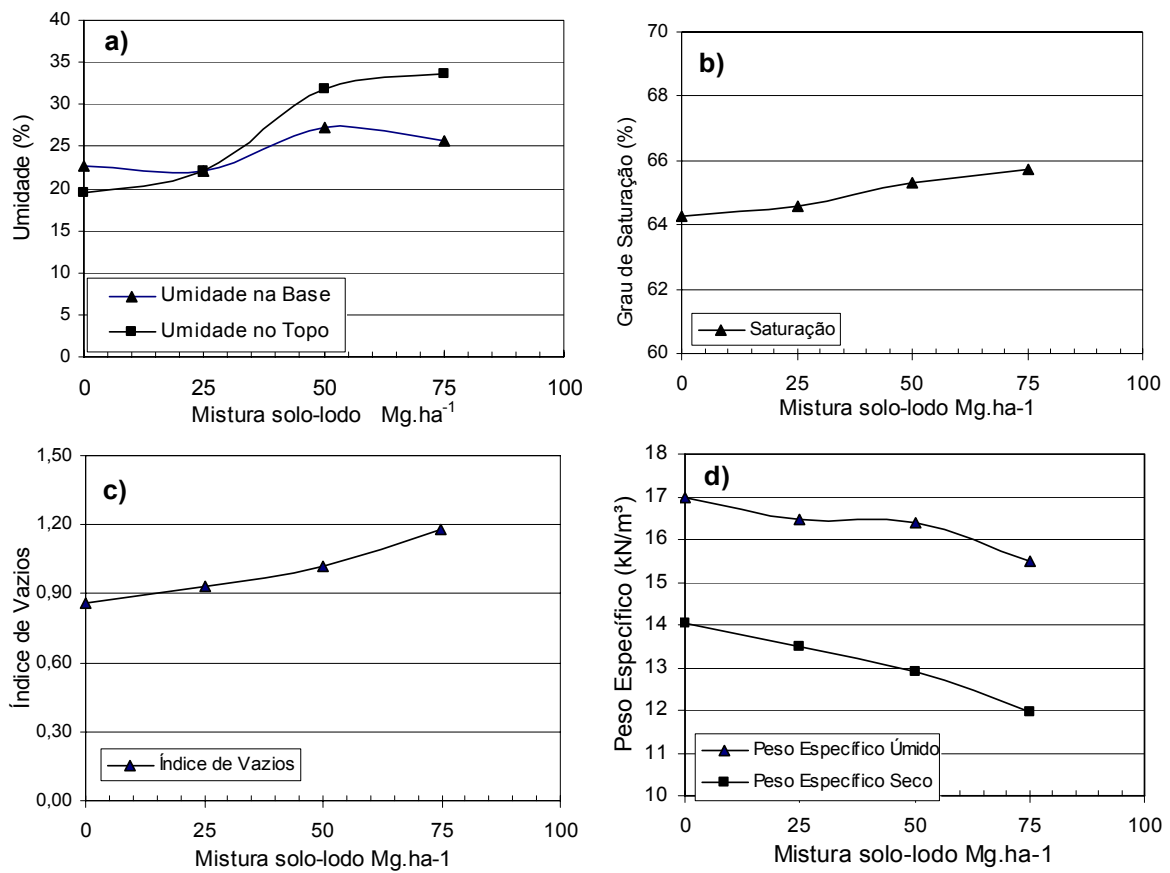 a)
Umidade (%)
40
35
30
25
20
15
10
5
0
Umidade na Base
Umidade no Topo
0 25 50 75 100
Mistura solo-lodo Mg.ha-1
b)
Grau de Saturação (%)
70
68
66
64
62
60
Saturação
0 25 50 75 100
Mistura solo-lodo Mg.ha-1
c)
Índice de Vazios
1,50
1,20
0,90
0,60
0,30
0,00
Índice de Vazios
0 25 50 75 100
Mistura solo-lodo Mg.ha-1
d)
Peso Específico (kN/m³)
18
17
16
15
14
13
12
11
10
Peso Específico Úmido
Peso Específico Seco
0 25 50 75 100
Mistura solo-lodo Mg.ha-1